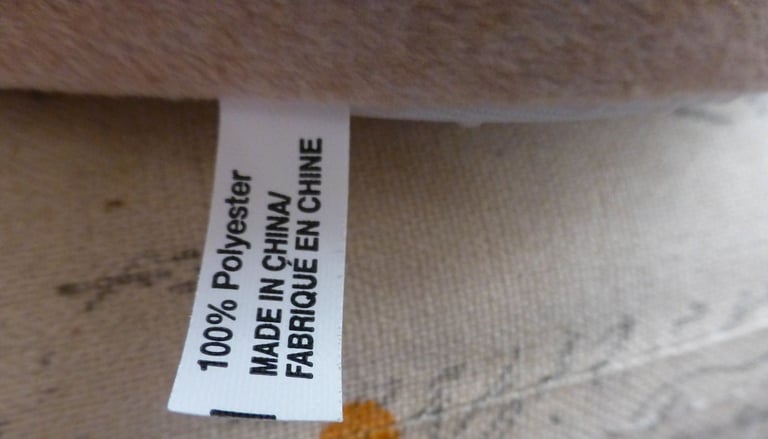 100% Polyester
MADE IN CHINA/
FABRIQUÉ EN CHINE